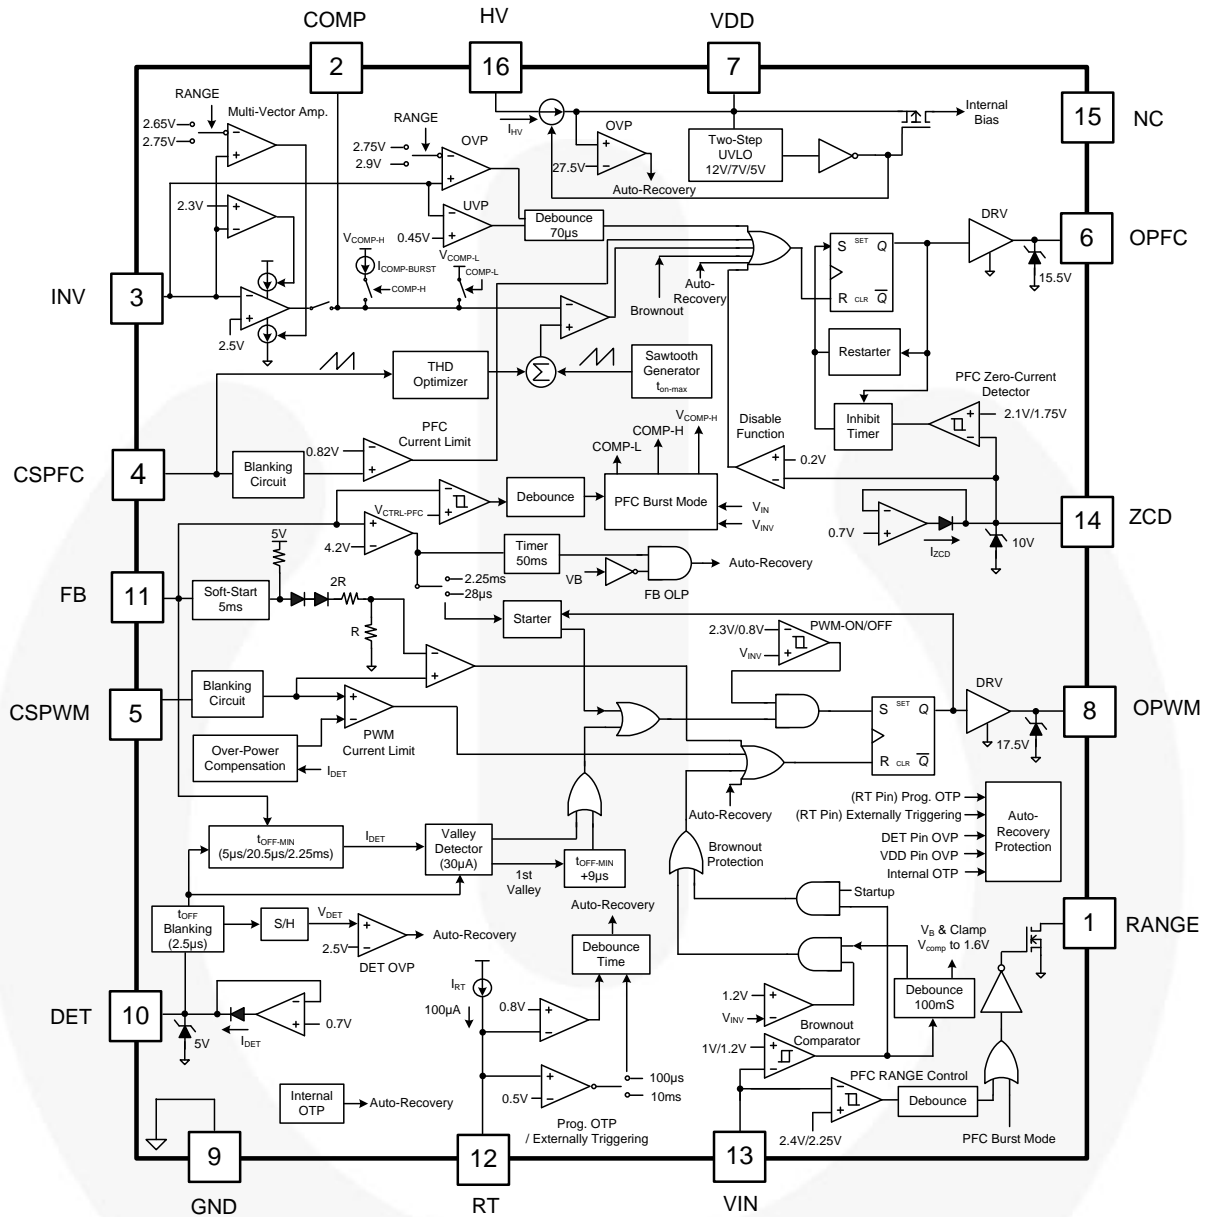 COMP
HV
VDD
2
16
7
RANGE
Multi-Vector Amp.
2.65V
2.75V
RANGE
OVP
2.75V
2.9V
IHV
OVP
27.5V
Auto-Recovery
Two-Step
UVLO
12V/7V/5V
Internal
Bias
15
NC
2.3V
UVP
0.45V
Debounce
70µs
DRV
6
OPFC
15.5V
S
SET
Q
R
CLR
Q
VCOMP-H
ICOMP-BURST
COMP-H
VCOMP-L
COMP-L
Auto-
Recovery
Brownout
INV
3
2.5V
THD
Optimizer
Σ
Sawtooth
Generator
ton-max
Restarter
Inhibit
Timer
PFC Zero-Current
Detector
2.1V/1.75V
PFC
Current Limit
0.82V
CSPFC
4
Blanking
Circuit
VCOMP-H
COMP-H
COMP-L
Disable
Function
0.2V
VCTRL-PFC
Debounce
PFC Burst Mode
VIN
VINV
0.7V
IZCD
10V
14
ZCD
4.2V
5V
Timer
50ms
VB
FB OLP
Auto-Recovery
2.25ms
28µs
FB
11
Soft-Start
5ms
2R
R
Starter
2.3V/0.8V
VINV
PWM-ON/OFF
CSPWM
5
Blanking
Circuit
PWM
Current Limit
Over-Power
Compensation
IDET
S
SET
Q
R
CLR
Q
DRV
17.5V
8
OPWM
Auto-Recovery
(RT Pin) Prog. OTP
(RT Pin) Externally Triggering
DET Pin OVP
VDD Pin OVP
Internal OTP
Auto-
Recovery
Protection
tOFF-MIN
(5µs/20.5µs/2.25ms)
IDET
Valley
Detector
(30µA)
1st
Valley
tOFF-MIN
+9µs
Brownout
Protection
Startup
tOFF
Blanking
(2.5µs)
S/H
VDET
2.5V
DET OVP
Auto-Recovery
Auto-Recovery
Debounce
Time
VB & Clamp
Vcomp to 1.6V
Debounce
100mS
1
RANGE
DET
10
5V
IDET
0.7V
IRT
100µA
0.8V
1.2V
VINV
Brownout
Comparator
1V/1.2V
0.5V
100µs
10ms
Prog. OTP
/ Externally Triggering
PFC RANGE Control
Debounce
2.4V/2.25V
PFC Burst Mode
Internal
OTP
Auto-Recovery
9
12
13
GND
RT
VIN